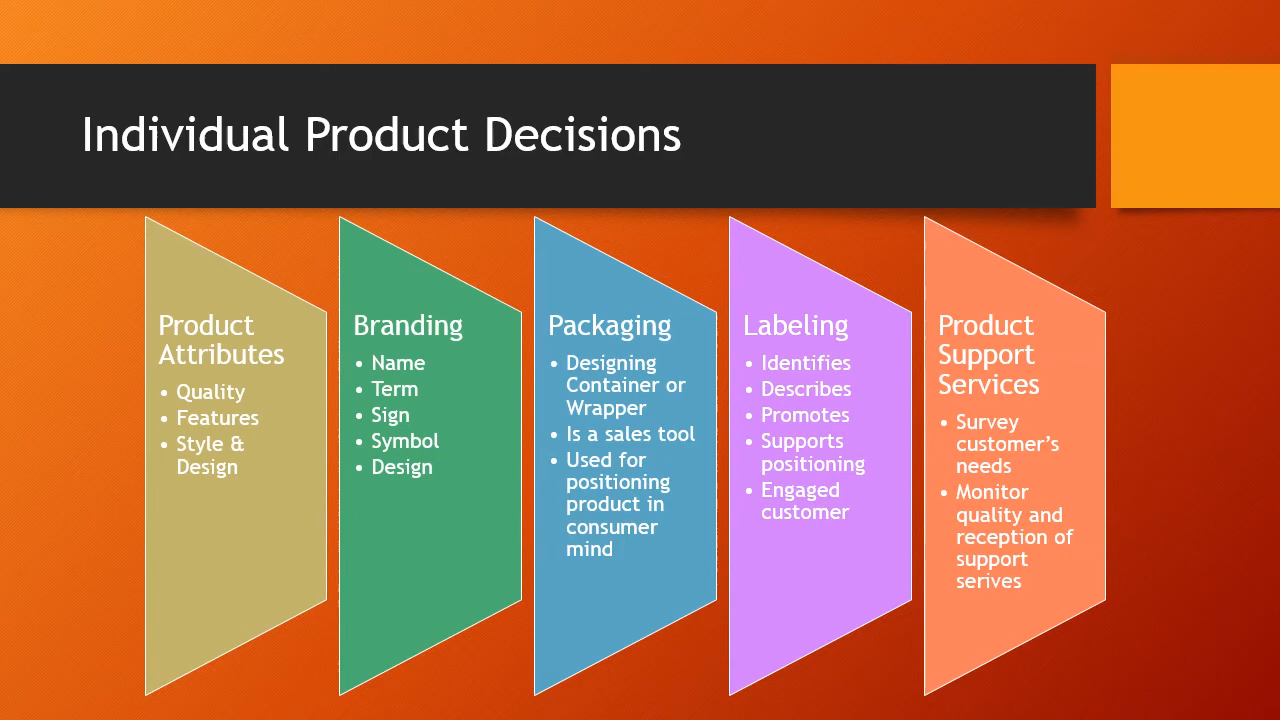 Individual Product Decisions
Product
Attributes
• Quality
• Features
• Style &
Design
Branding
• Name
• Term
• Sign
• Symbol
• Design
Packaging
• Designing
Container or
Wrapper
• Is a sales tool
• Used for
positioning
product in
consumer
mind
Labeling
• Identifies
• Describes
• Promotes
• Supports
positioning
• Engaged
customer
Product
Support
Services
• Survey
customer’s
needs
• Monitor
quality and
reception of
support
serives